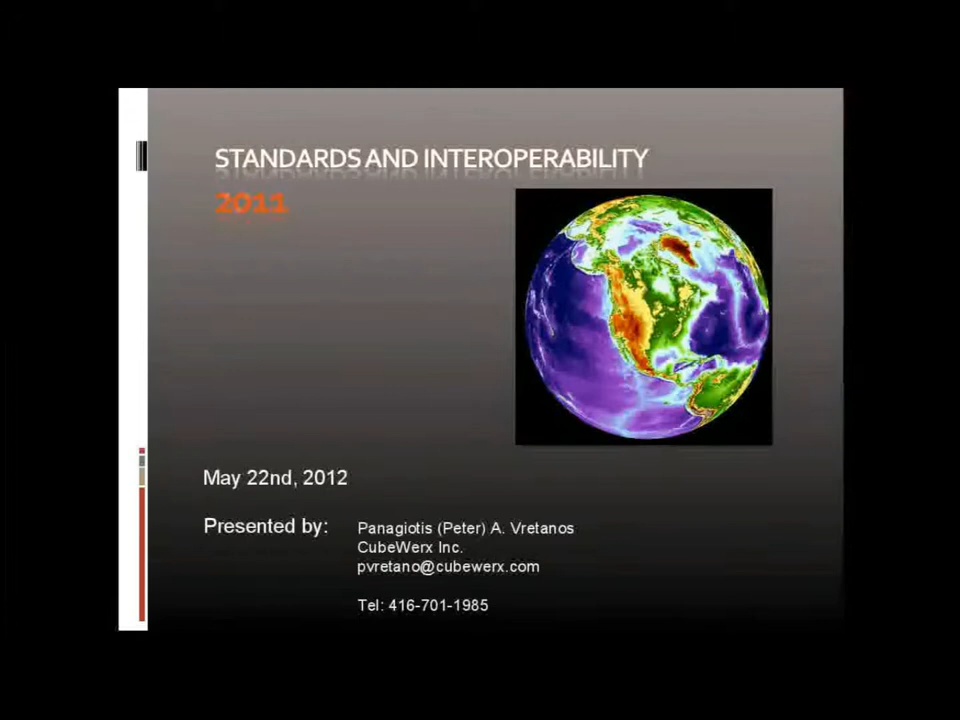 STANDARDS AND INTEROPERABILITY
2011
May 22nd, 2012
Presented by:
Panagiotis (Peter) A. Vretanos
CubeWerx Inc.
pvretano@cubewerx.com
Tel: 416-701-1985